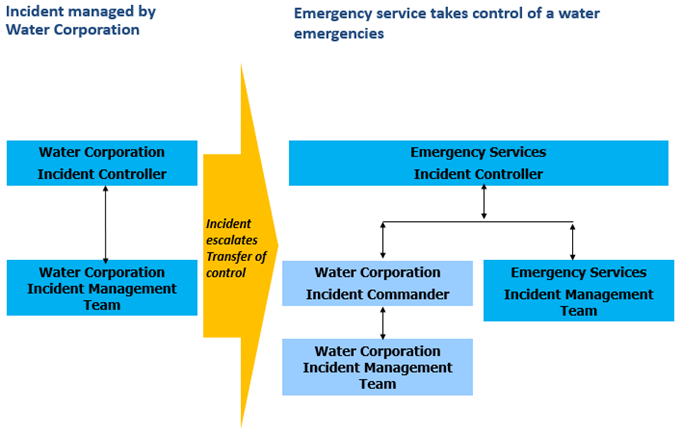 Incident managed by
Water Corporation
Emergency service takes control of a water
emergencies
Water Corporation
Incident Controller
Water Corporation
Incident Management
Team
Incident
escalates
Transfer of
control
Emergency Services
Incident Controller
Water Corporation
Incident Commander
Emergency Services
Incident Management
Team
Water Corporation
Incident Management
Team